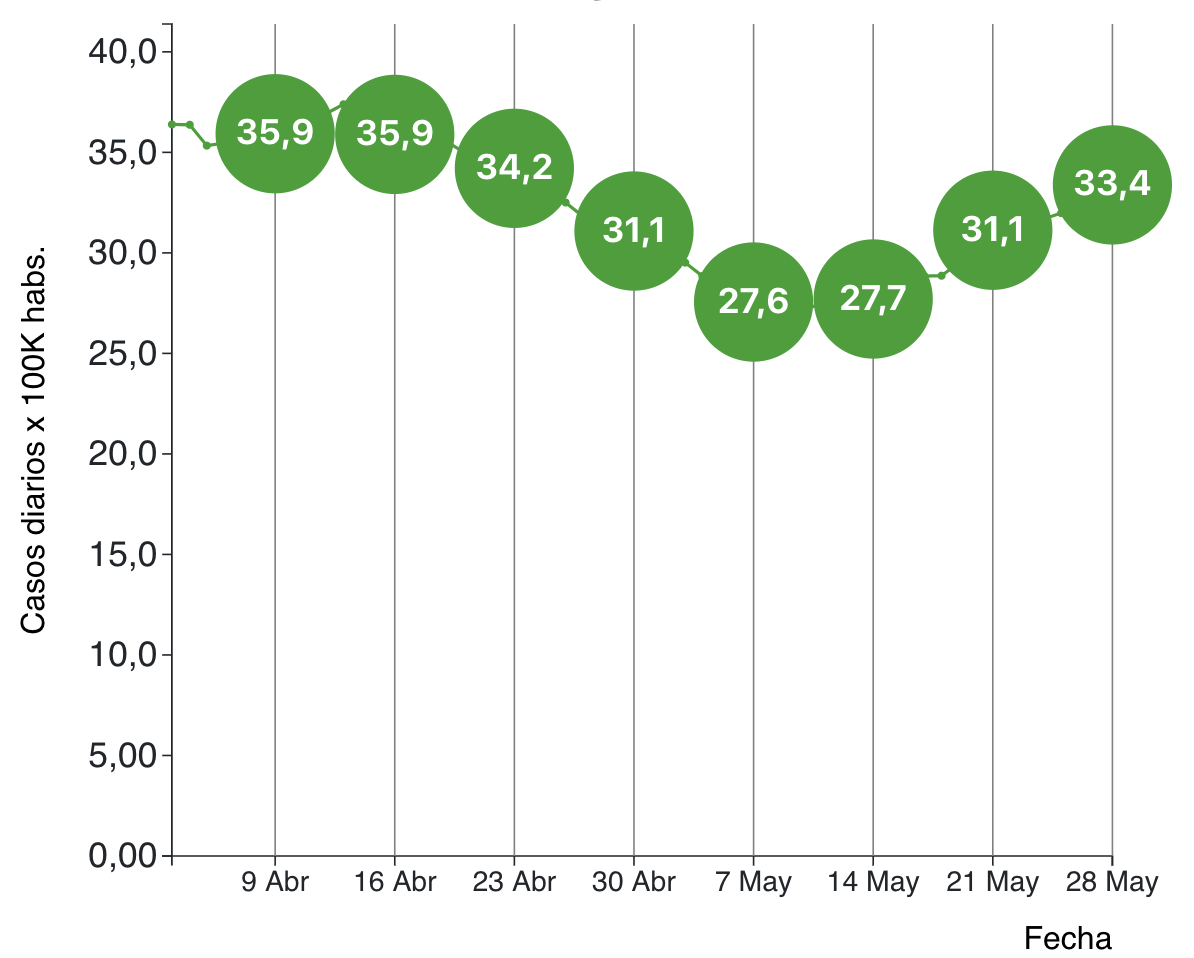 40,0
35,0
30,0
25,0
20,0
15,0
10,0
5,00
0,00
Casos diarios x 100K habs.
35,9
35,9
34,2
31,1
27,6
27,7
31,1
33,4
9 Abr
16 Abr
23 Abr
30 Abr
7 May
14 May
21 May
28 May
Fecha